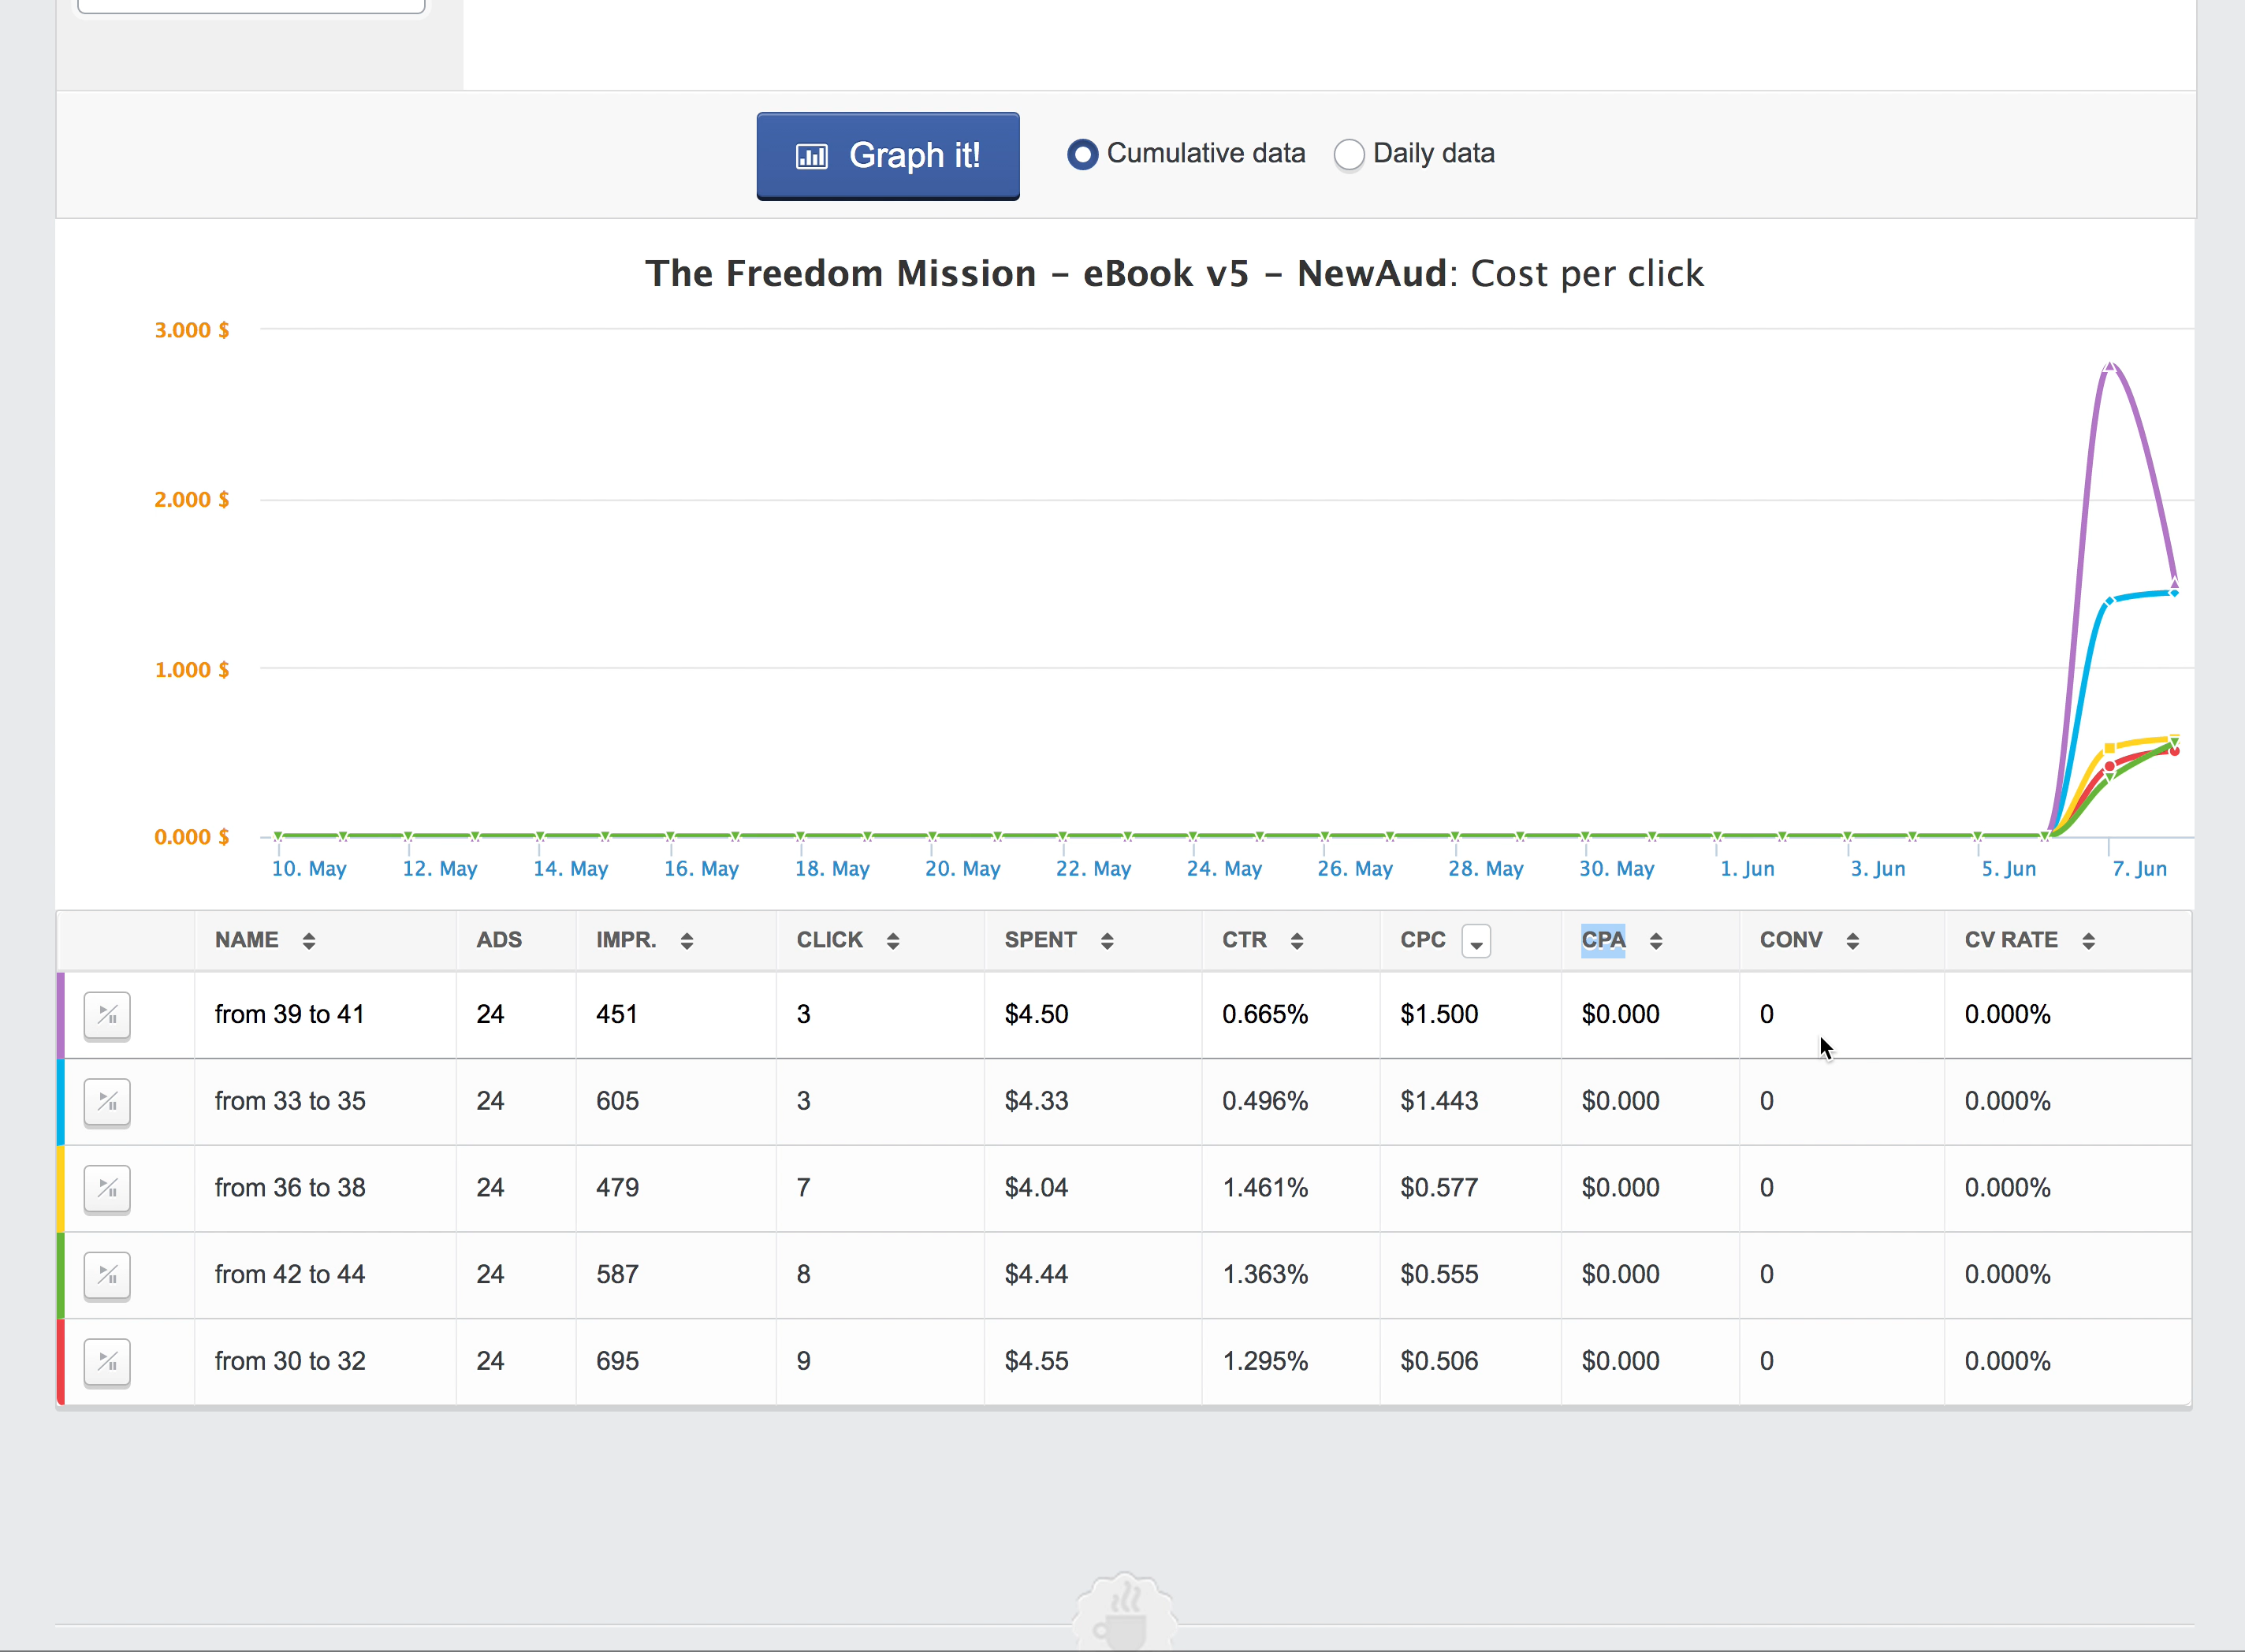 Graph it! Cumulative data Daily data
The Freedom Mission – eBook v5 – NewAud: Cost per click
3.000 $
2.000 $
1.000 $
0.000 $
10. May 12. May 14. May 16. May 18. May 20. May 22. May 24. May 26. May 28. May 30. May 1. Jun 3. Jun 5. Jun 7. Jun
NAME ADS IMPR. CLICK SPENT CTR CPC CPA CONV CV RATE
from 39 to 41 24 451 3 $4.50 0.665% $1.500 $0.000 0 0.000%
from 33 to 35 24 605 3 $4.33 0.496% $1.443 $0.000 0 0.000%
from 36 to 38 24 479 7 $4.04 1.461% $0.577 $0.000 0 0.000%
from 42 to 44 24 587 8 $4.44 1.363% $0.555 $0.000 0 0.000%
from 30 to 32 24 695 9 $4.55 1.295% $0.506 $0.000 0 0.000%